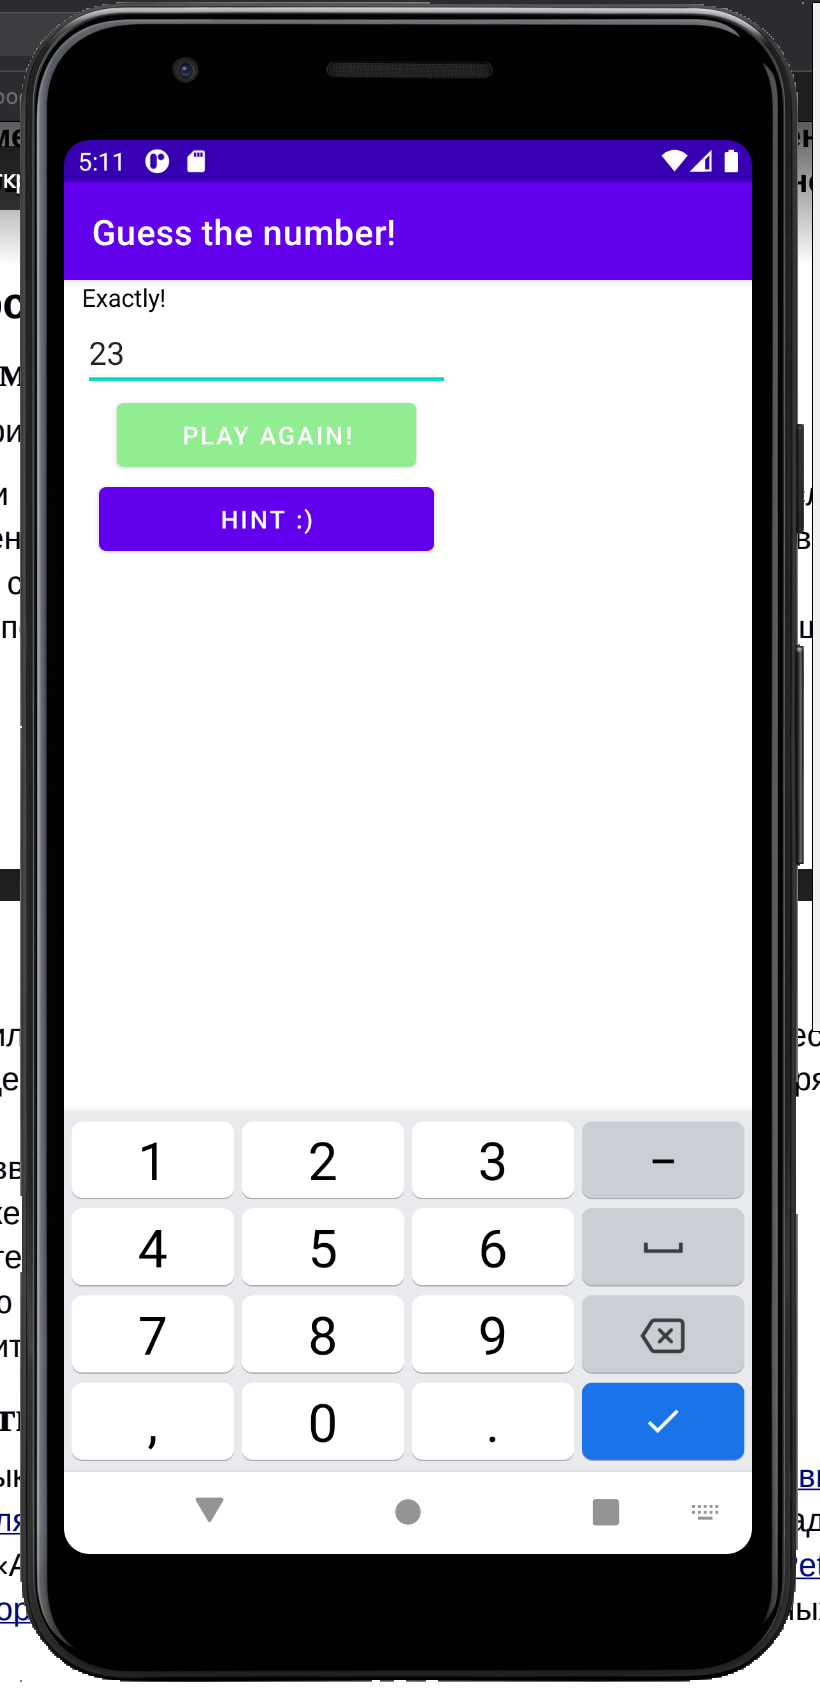 5:11
Guess the number!
Exactly!
23
PLAY AGAIN!
HINT :)
1 2 3 –
4 5 6
7 8 9
, 0 .